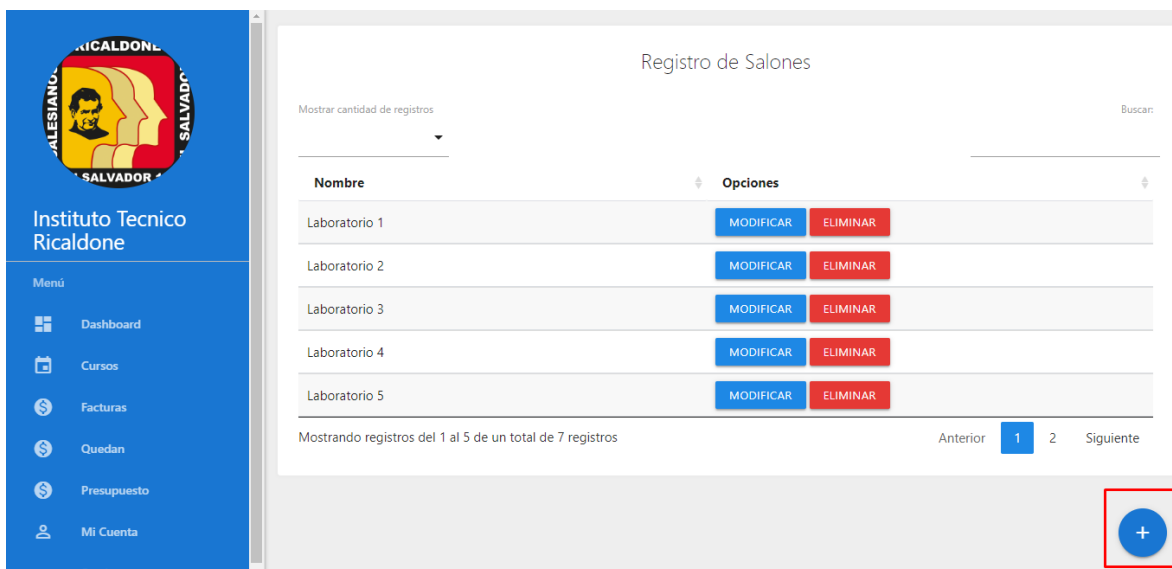 RICALDONE
SALESIANO
SALVADO
SALVADOR
Instituto Tecnico
Ricaldone
Menú
Dashboard
Cursos
Facturas
Quedan
Presupuesto
Mi Cuenta
Registro de Salones
Mostrar cantidad de registros
Buscar:
Nombre Opciones
Laboratorio 1 MODIFICAR ELIMINAR
Laboratorio 2 MODIFICAR ELIMINAR
Laboratorio 3 MODIFICAR ELIMINAR
Laboratorio 4 MODIFICAR ELIMINAR
Laboratorio 5 MODIFICAR ELIMINAR
Mostrando registros del 1 al 5 de un total de 7 registros Anterior 1 2 Siguiente
+